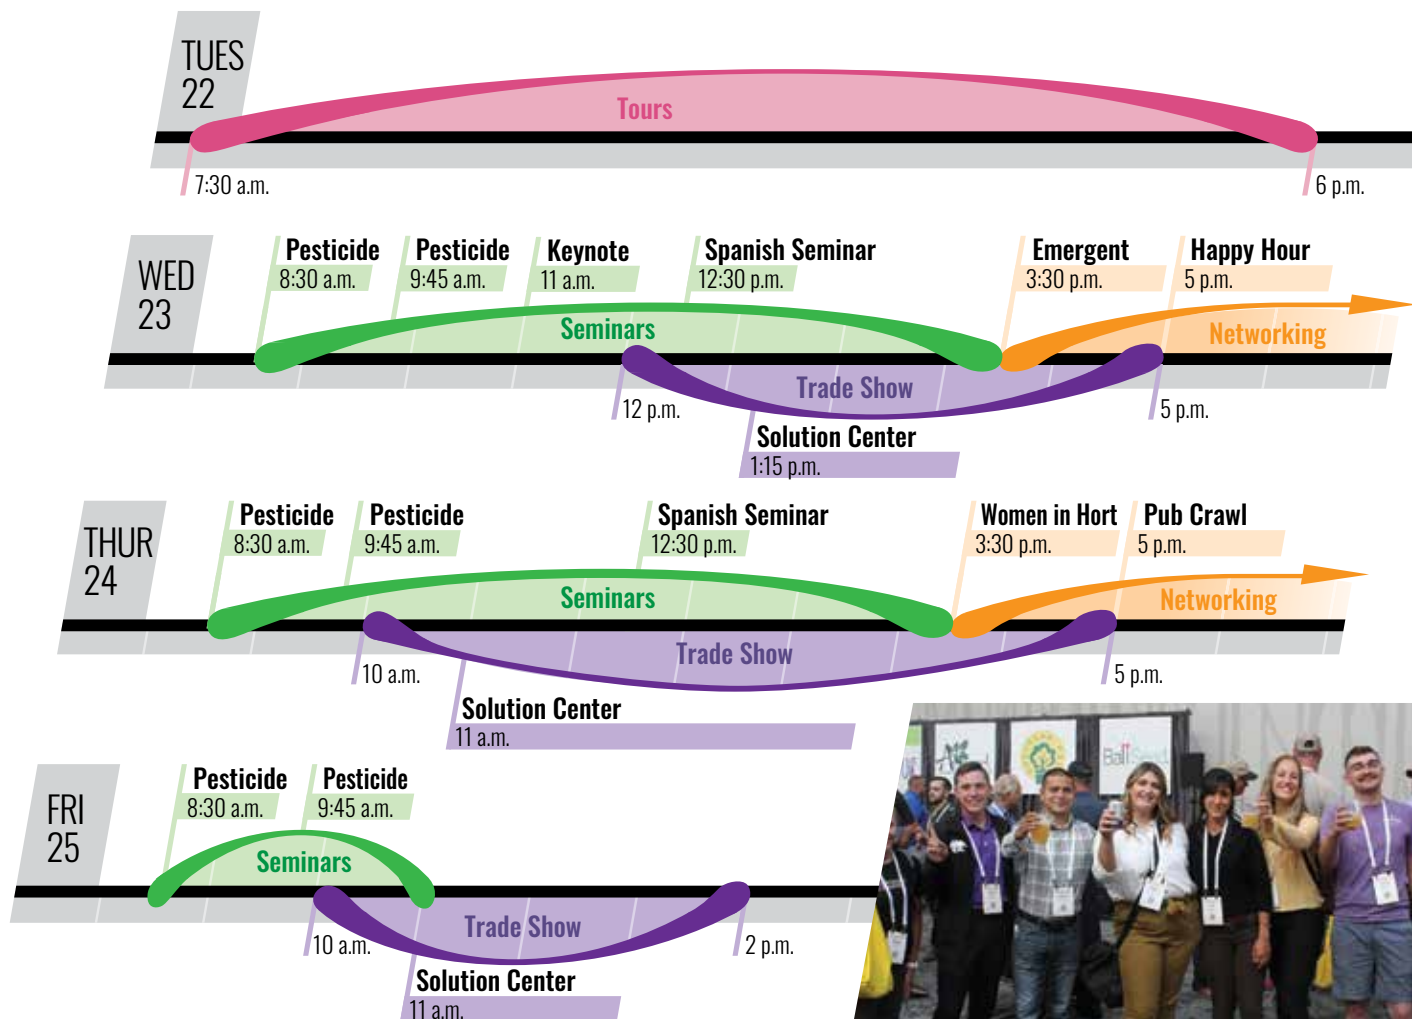 TUES
22
Tours
7:30 a.m.
6 p.m.
WED
23
Pesticide
8:30 a.m.
Pesticide
9:45 a.m.
Keynote
11 a.m.
Spanish Seminar
12:30 p.m.
Emergent
3:30 p.m.
Happy Hour
5 p.m.
Seminars
Networking
Trade Show
12 p.m.
5 p.m.
Solution Center
1:15 p.m.
THUR
24
Pesticide
8:30 a.m.
Pesticide
9:45 a.m.
Spanish Seminar
12:30 p.m.
Women in Hort
3:30 p.m.
Pub Crawl
5 p.m.
Seminars
Networking
Trade Show
10 a.m.
5 p.m.
Solution Center
11 a.m.
FRI
25
Pesticide
8:30 a.m.
Pesticide
9:45 a.m.
Seminars
Trade Show
10 a.m.
2 p.m.
Solution Center
11 a.m.
Ball Seed